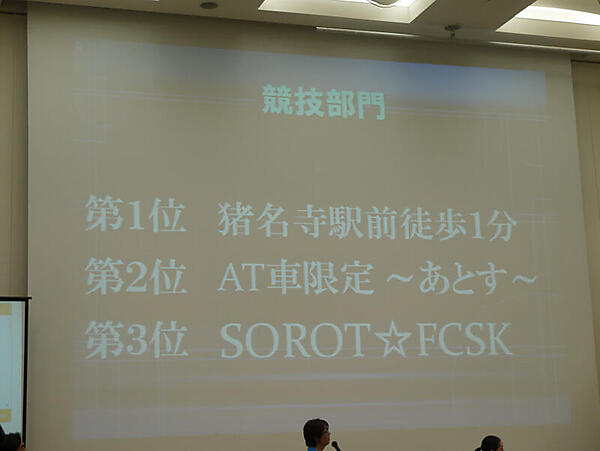 競技部門
第1位 猪名寺駅前徒歩1分
第2位 AT車限定 ～あとす～
第3位 SOROT☆FCSK